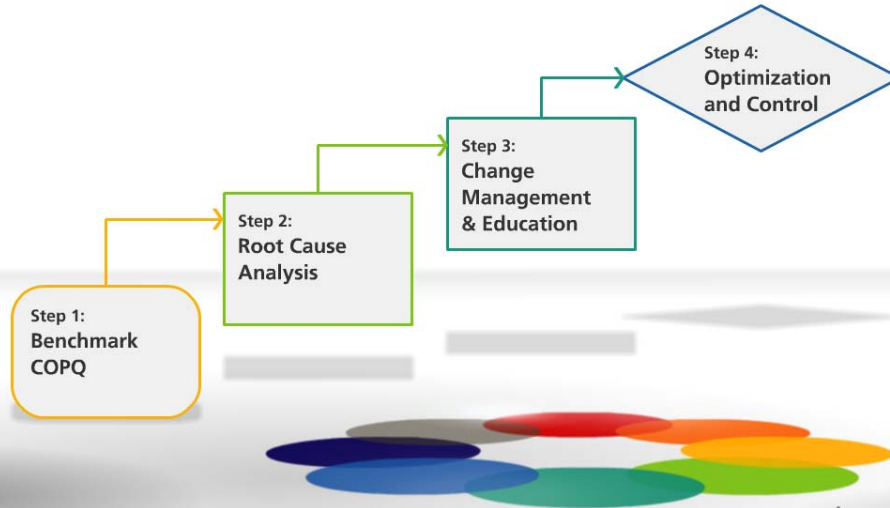 Step 1:
Benchmark
COPQ
Step 2:
Root Cause
Analysis
Step 3:
Change
Management
& Education
Step 4:
Optimization
and Control